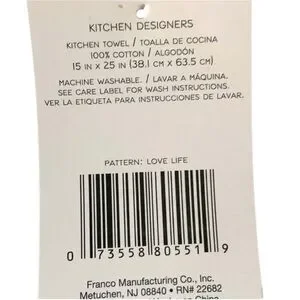 KITCHEN DESIGNERS
KITCHEN TOWEL / TOALLA DE COCINA
100% COTTON / ALGODÓN
15 IN X 25 IN (38.1 CM X 63.5 CM)
MACHINE WASHABLE. / LAVAR A MÁQUINA.
SEE CARE LABEL FOR WASH INSTRUCTIONS.
VER LA ETIQUETA PARA INSTRUCCIONES DE LAVAR.
PATTERN: LOVE LIFE
0 73558 80551 9
Franco Manufacturing Co., Inc.
Metuchen, NJ 08840 • RN# 22682